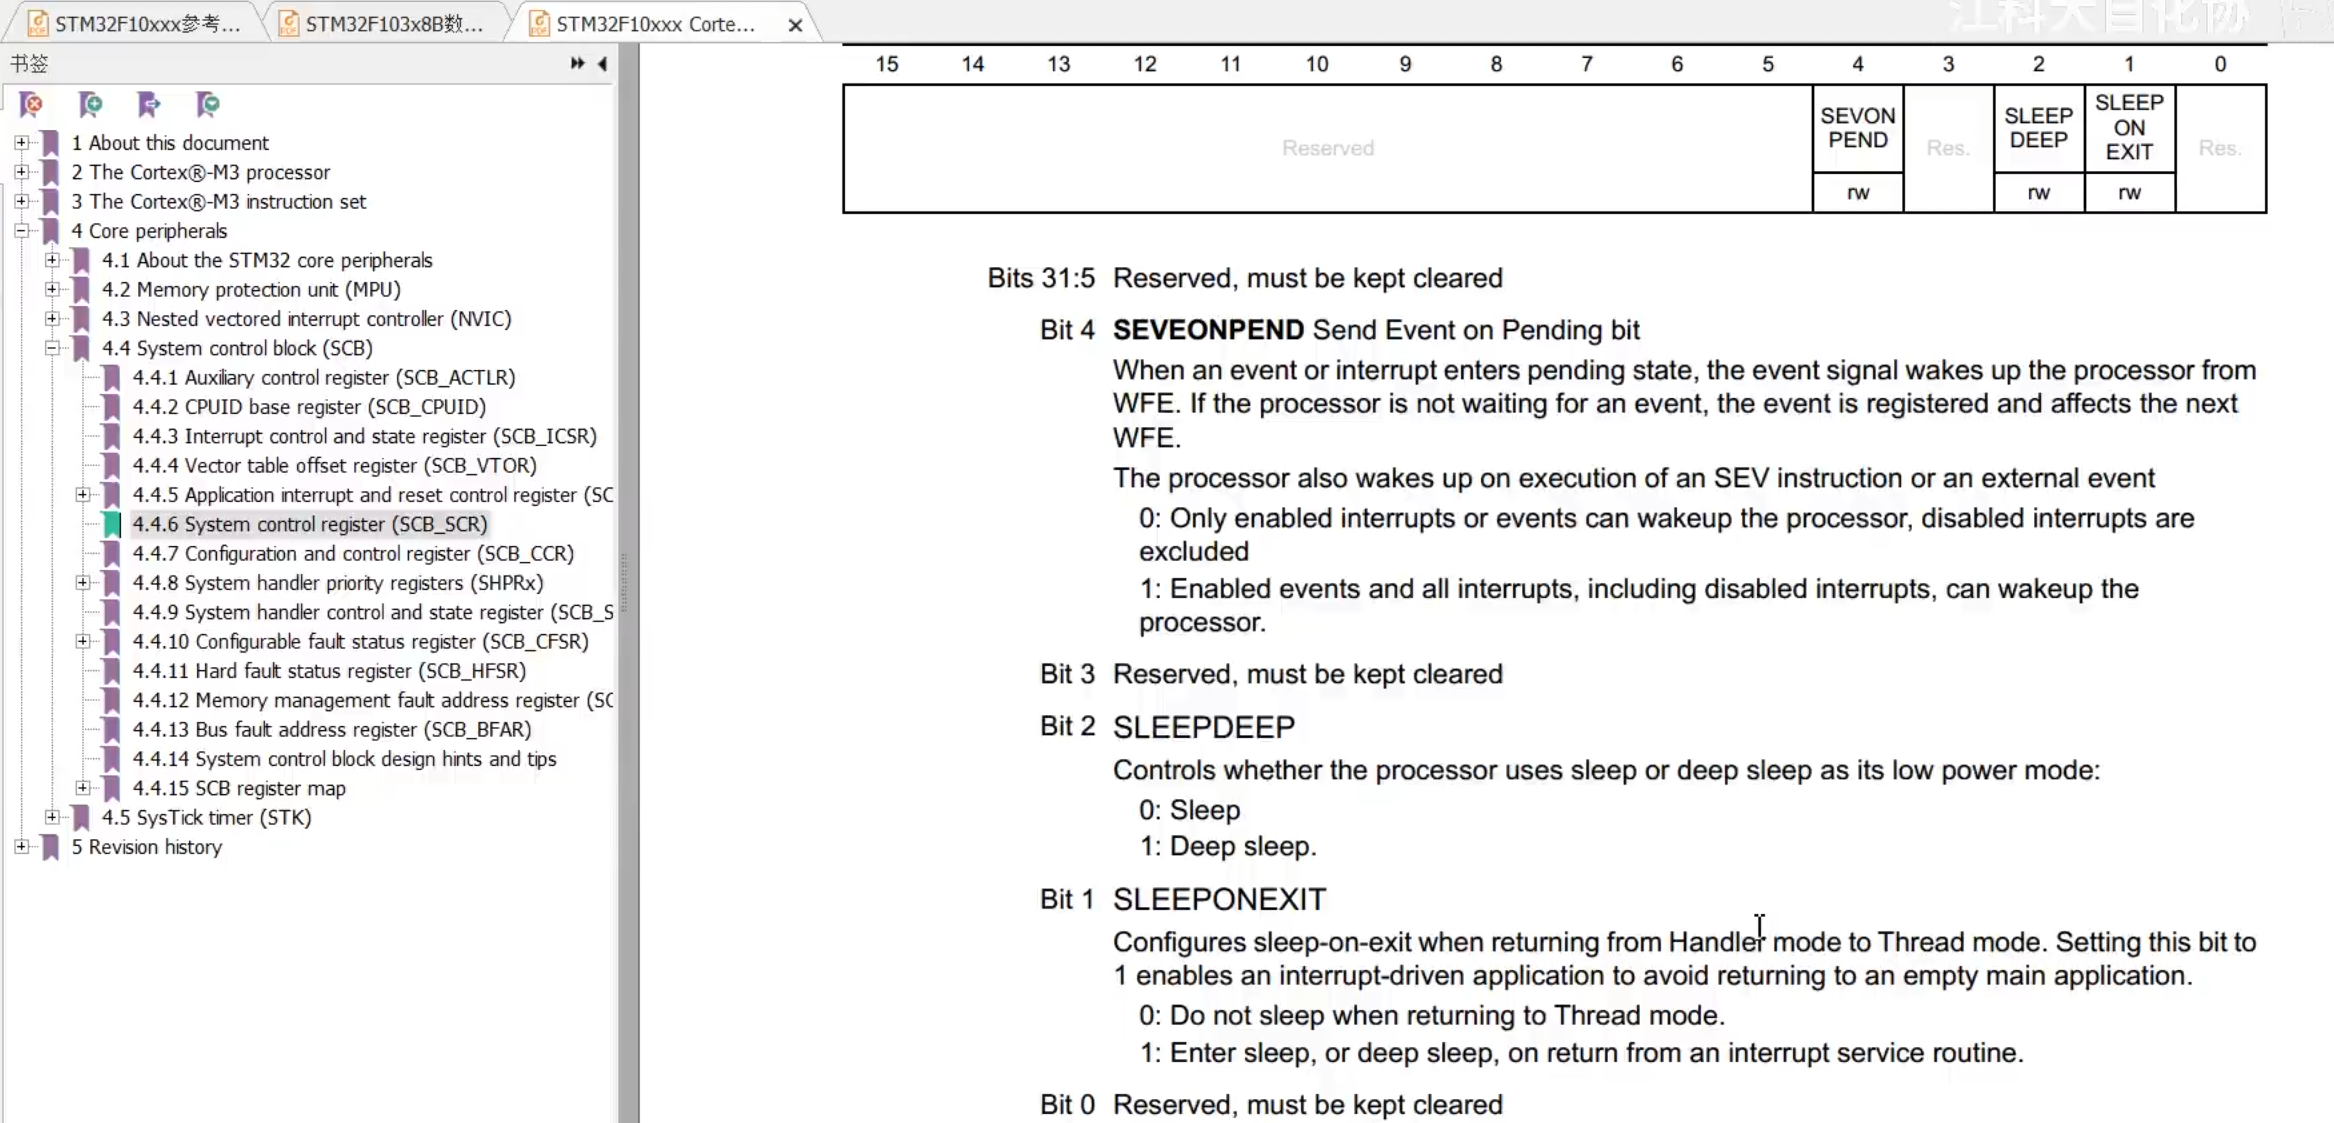 STM32F10xxx参考...
STM32F103x8B数...
STM32F10xxx Corte...
江科大自化协
书签
1 About this document
2 The Cortex®-M3 processor
3 The Cortex®-M3 instruction set
4 Core peripherals
4.1 About the STM32 core peripherals
4.2 Memory protection unit (MPU)
4.3 Nested vectored interrupt controller (NVIC)
4.4 System control block (SCB)
4.4.1 Auxiliary control register (SCB_ACTLR)
4.4.2 CPUID base register (SCB_CPUID)
4.4.3 Interrupt control and state register (SCB_ICSR)
4.4.4 Vector table offset register (SCB_VTOR)
4.4.5 Application interrupt and reset control register (SC
4.4.6 System control register (SCB_SCR)
4.4.7 Configuration and control register (SCB_CCR)
4.4.8 System handler priority registers (SHPRx)
4.4.9 System handler control and state register (SCB_S
4.4.10 Configurable fault status register (SCB_CFSR)
4.4.11 Hard fault status register (SCB_HFSR)
4.4.12 Memory management fault address register (SC
4.4.13 Bus fault address register (SCB_BFAR)
4.4.14 System control block design hints and tips
4.4.15 SCB register map
4.5 SysTick timer (STK)
5 Revision history
15 14 13 12 11 10 9 8 7 6 5 4 3 2 1 0
Reserved
SEVON
PEND
rw
Res.
SLEEP
DEEP
rw
SLEEP
ON
EXIT
rw
Res.
Bits 31:5 Reserved, must be kept cleared
Bit 4 SEVEONPEND Send Event on Pending bit
When an event or interrupt enters pending state, the event signal wakes up the processor from
WFE. If the processor is not waiting for an event, the event is registered and affects the next
WFE.
The processor also wakes up on execution of an SEV instruction or an external event
0: Only enabled interrupts or events can wakeup the processor, disabled interrupts are
excluded
1: Enabled events and all interrupts, including disabled interrupts, can wakeup the
processor.
Bit 3 Reserved, must be kept cleared
Bit 2 SLEEPDEEP
Controls whether the processor uses sleep or deep sleep as its low power mode:
0: Sleep
1: Deep sleep.
Bit 1 SLEEPONEXIT
Configures sleep-on-exit when returning from Handler mode to Thread mode. Setting this bit to
1 enables an interrupt-driven application to avoid returning to an empty main application.
0: Do not sleep when returning to Thread mode.
1: Enter sleep, or deep sleep, on return from an interrupt service routine.
Bit 0 Reserved, must be kept cleared